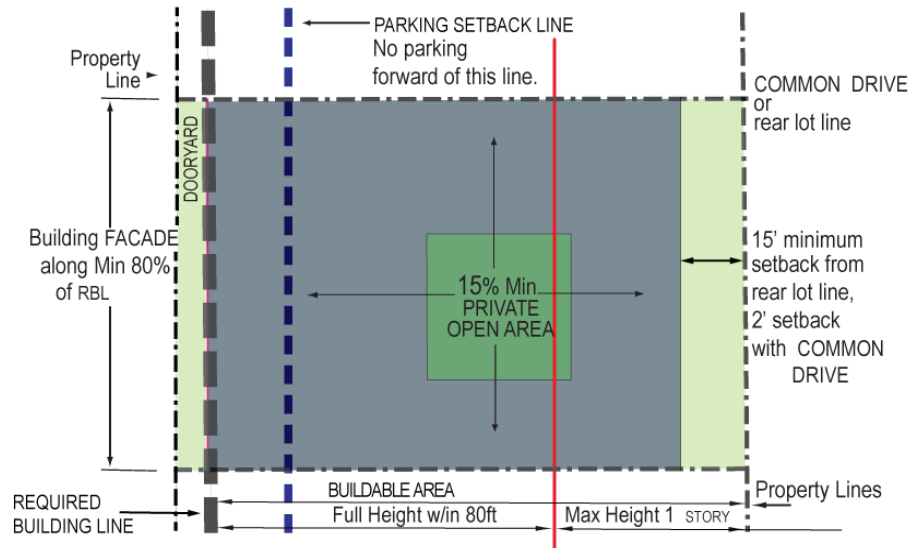 PARKING SETBACK LINE
No parking
forward of this line.
Property
Line
COMMON DRIVE
or
rear lot line
DOORYARD
Building FACADE
along Min 80%
of RBL
15% Min
PRIVATE
OPEN AREA
15' minimum
setback from
rear lot line,
2' setback
with COMMON
DRIVE
REQUIRED
BUILDING LINE
BUILDABLE AREA
Full Height w/in 80ft
Max Height 1 STORY
Property Lines